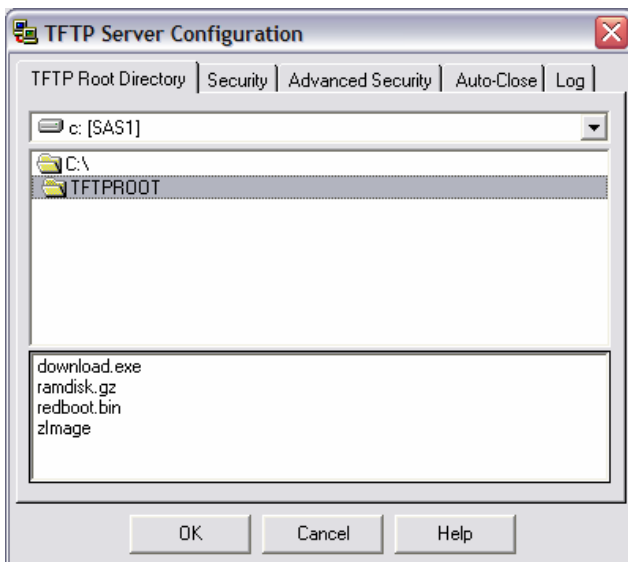 TFTP Server Configuration
TFTP Root Directory Security Advanced Security Auto-Close Log
c: [SAS1]
C:\
TFTPROOT
download.exe
ramdisk.gz
redboot.bin
zImage
OK Cancel Help